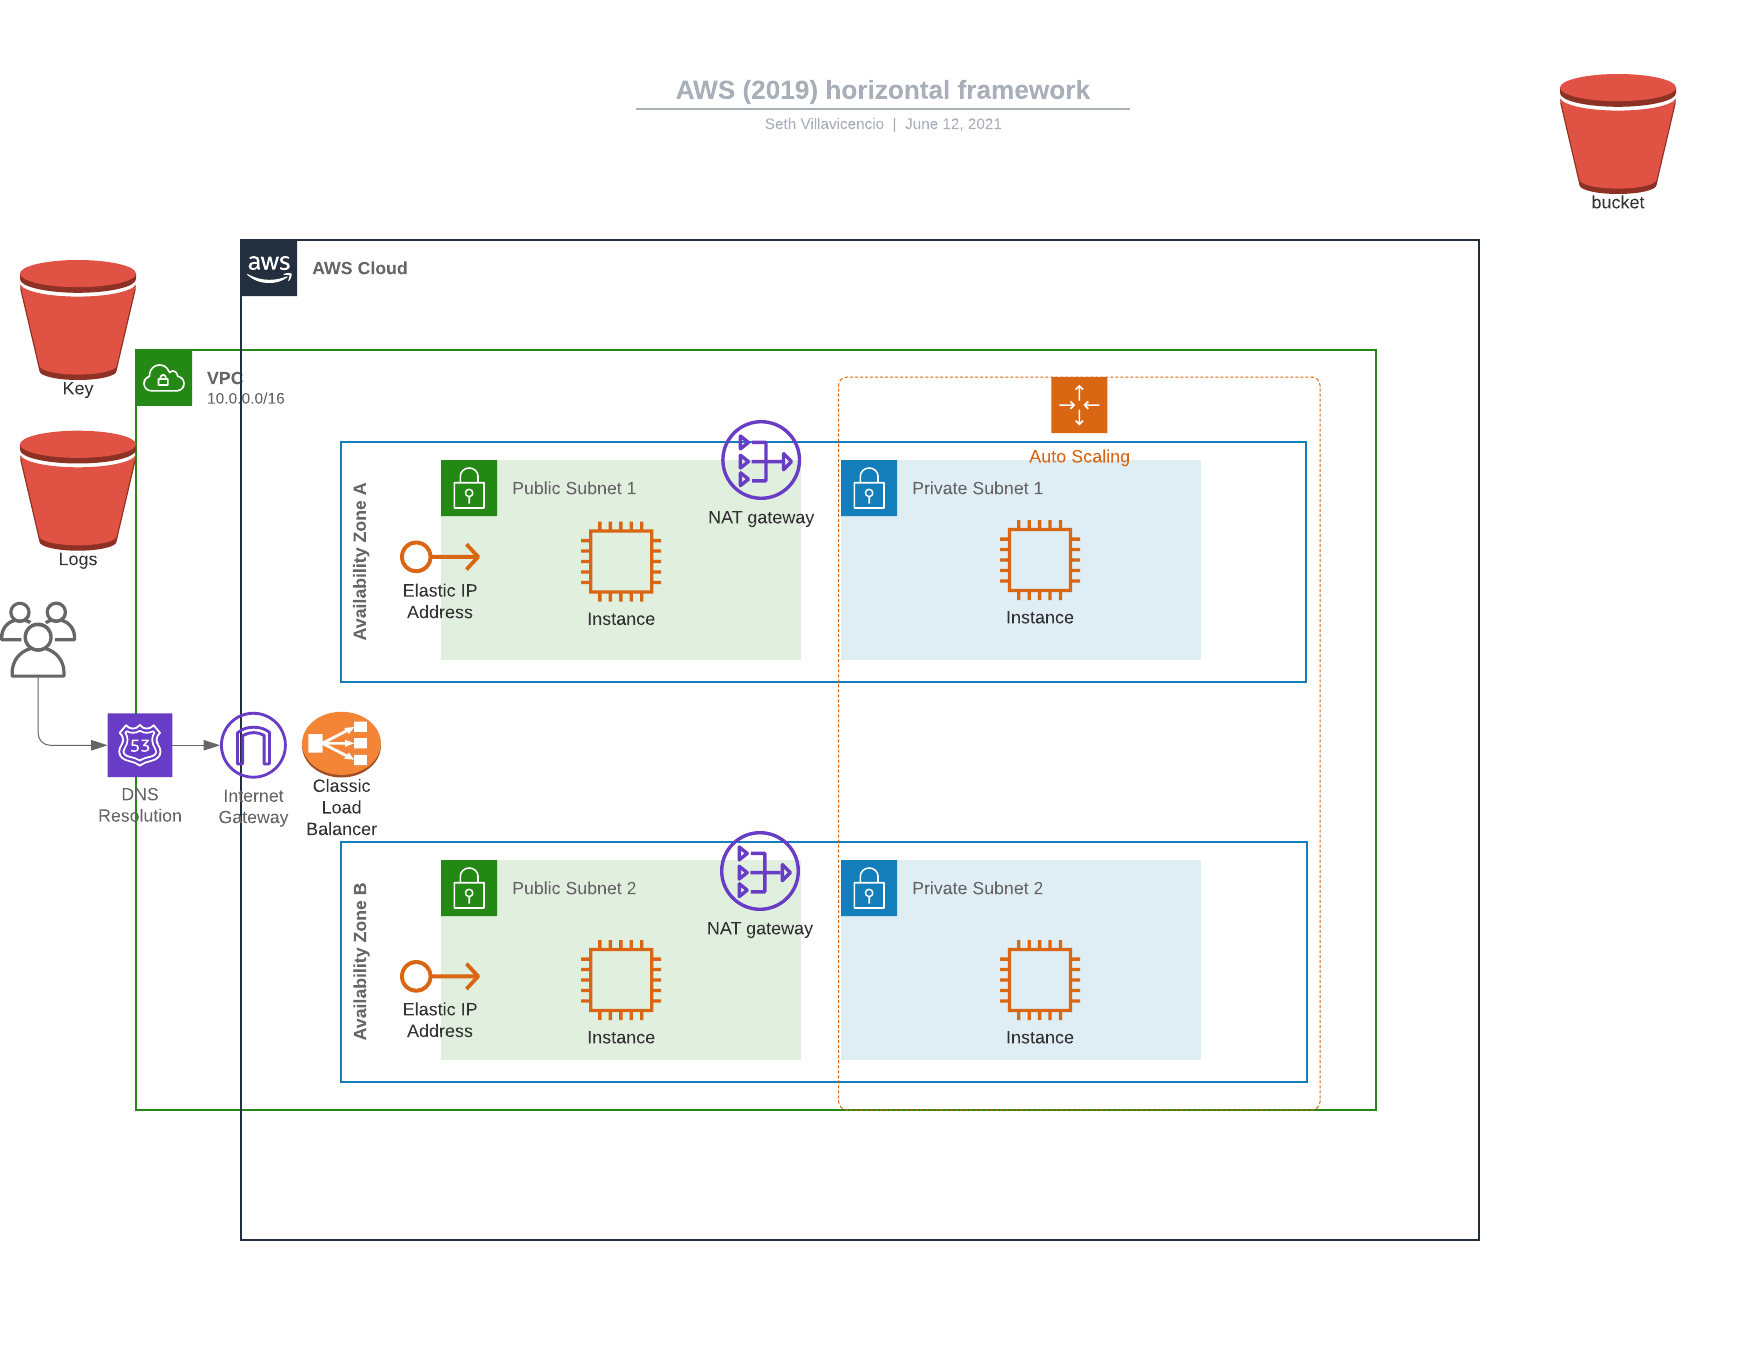 AWS (2019) horizontal framework
Seth Villavicencio | June 12, 2021
bucket
aws
AWS Cloud
Key
VPC
10.0.0.0/16
Logs
Auto Scaling
Availability Zone A
Public Subnet 1
NAT gateway
Private Subnet 1
Elastic IP
Address
Instance
Instance
53
DNS
Resolution
Internet
Gateway
Classic
Load
Balancer
Availability Zone B
Public Subnet 2
NAT gateway
Private Subnet 2
Elastic IP
Address
Instance
Instance